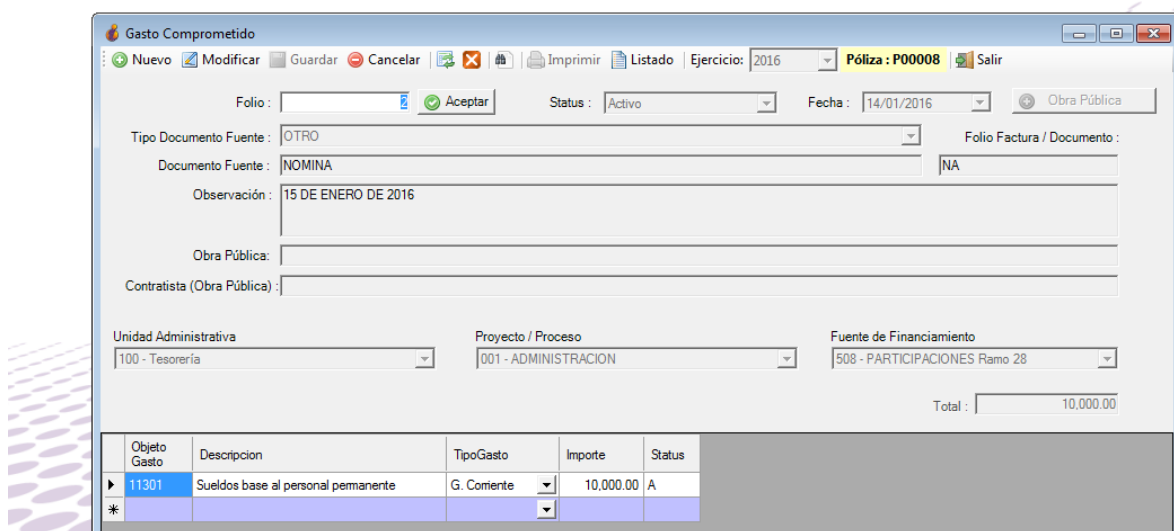 Gasto Comprometido
Nuevo Modificar Guardar Cancelar Imprimir Listado Ejercicio: 2016 Póliza : P00008 Salir
Folio : 2 Aceptar Status : Activo Fecha : 14/01/2016 Obra Pública
Tipo Documento Fuente : OTRO Folio Factura / Documento :
Documento Fuente : NOMINA NA
Observación : 15 DE ENERO DE 2016
Obra Pública:
Contratista (Obra Pública) :
Unidad Administrativa Proyecto / Proceso Fuente de Financiamiento
100 - Tesorería 001 - ADMINISTRACION 508 - PARTICIPACIONES Ramo 28
Total : 10,000.00
Objeto Gasto Descripcion TipoGasto Importe Status
11301 Sueldos base al personal permanente G. Corriente 10,000.00 A